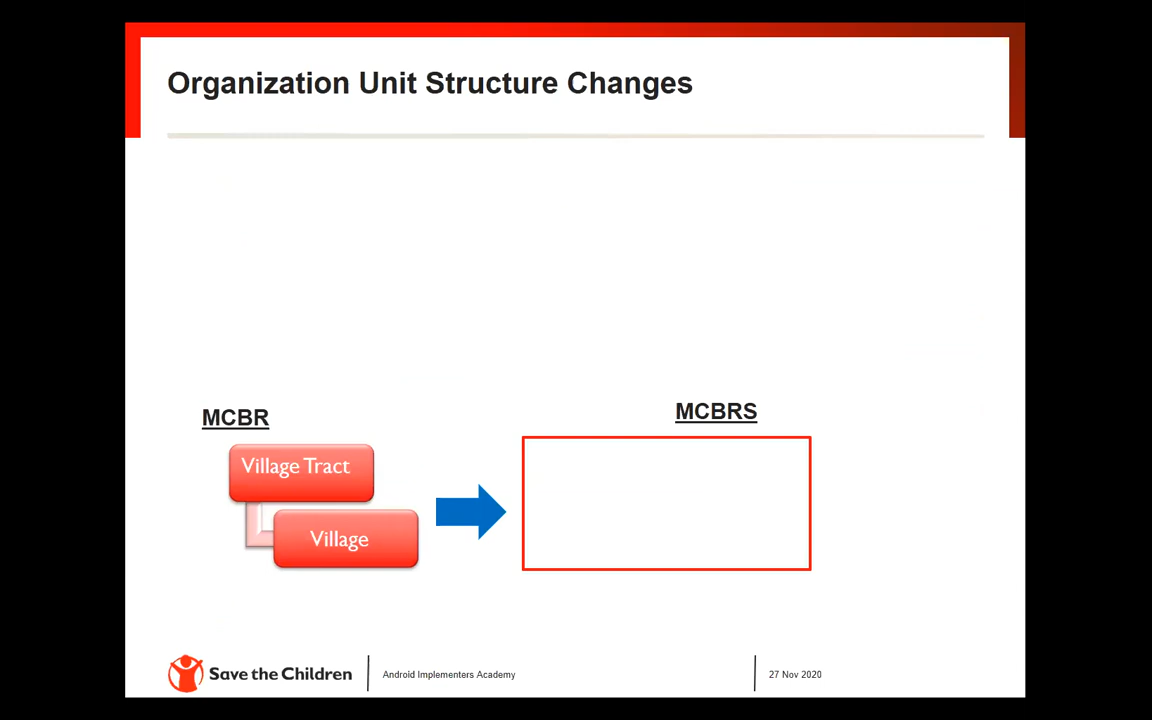 Organization Unit Structure Changes
MCBR
MCBRS
Village Tract
Village
Save the Children
Android Implementers Academy
27 Nov 2020